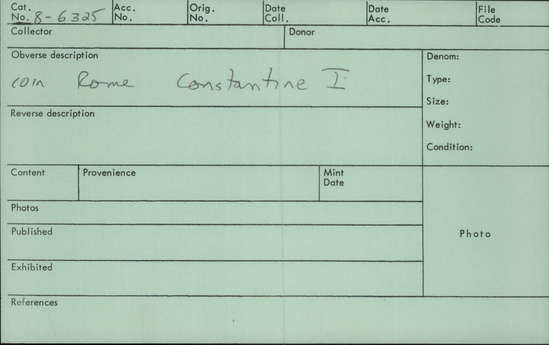 Cat. No. 8-6325 Acc. No. Orig. No. Date Coll. Date Acc. File Code
Collector Donor
Obverse description Denom:
coin Rome Constantine I Type:
Size:
Reverse description
Weight:
Condition:
Content Provenience Mint Date
Photos
Published Photo
Exhibited
References